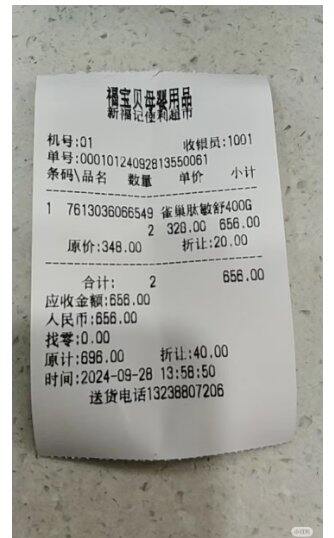 福宝贝母婴用品
新福记便利超市
机号:01 收银员:1001
单号:00010124092813550061
条码\品名 数量 单价 小计
1 7613036066549 雀巢肽敏舒400G
2 328.00 656.00
原价:348.00 折让:20.00
合计: 2 656.00
应收金额:656.00
人民币:656.00
找零:0.00
原计:696.00 折让:40.00
时间:2024-09-28 13:56:50
送货电话13238807206
小红书